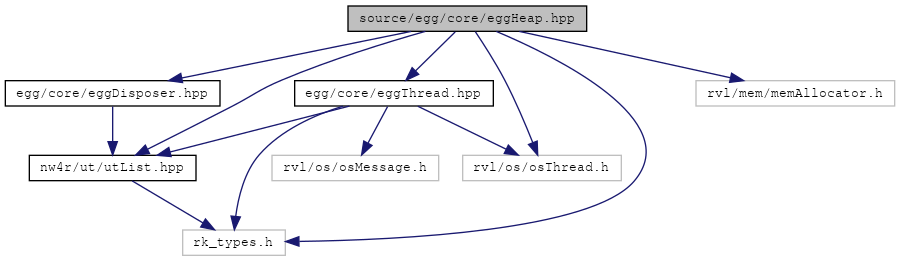 source/egg/core/eggHeap.hpp
egg/core/eggDisposer.hpp
egg/core/eggThread.hpp
rvl/mem/memAllocator.h
nw4r/ut/utList.hpp
rvl/os/osMessage.h
rvl/os/osThread.h
rk_types.h